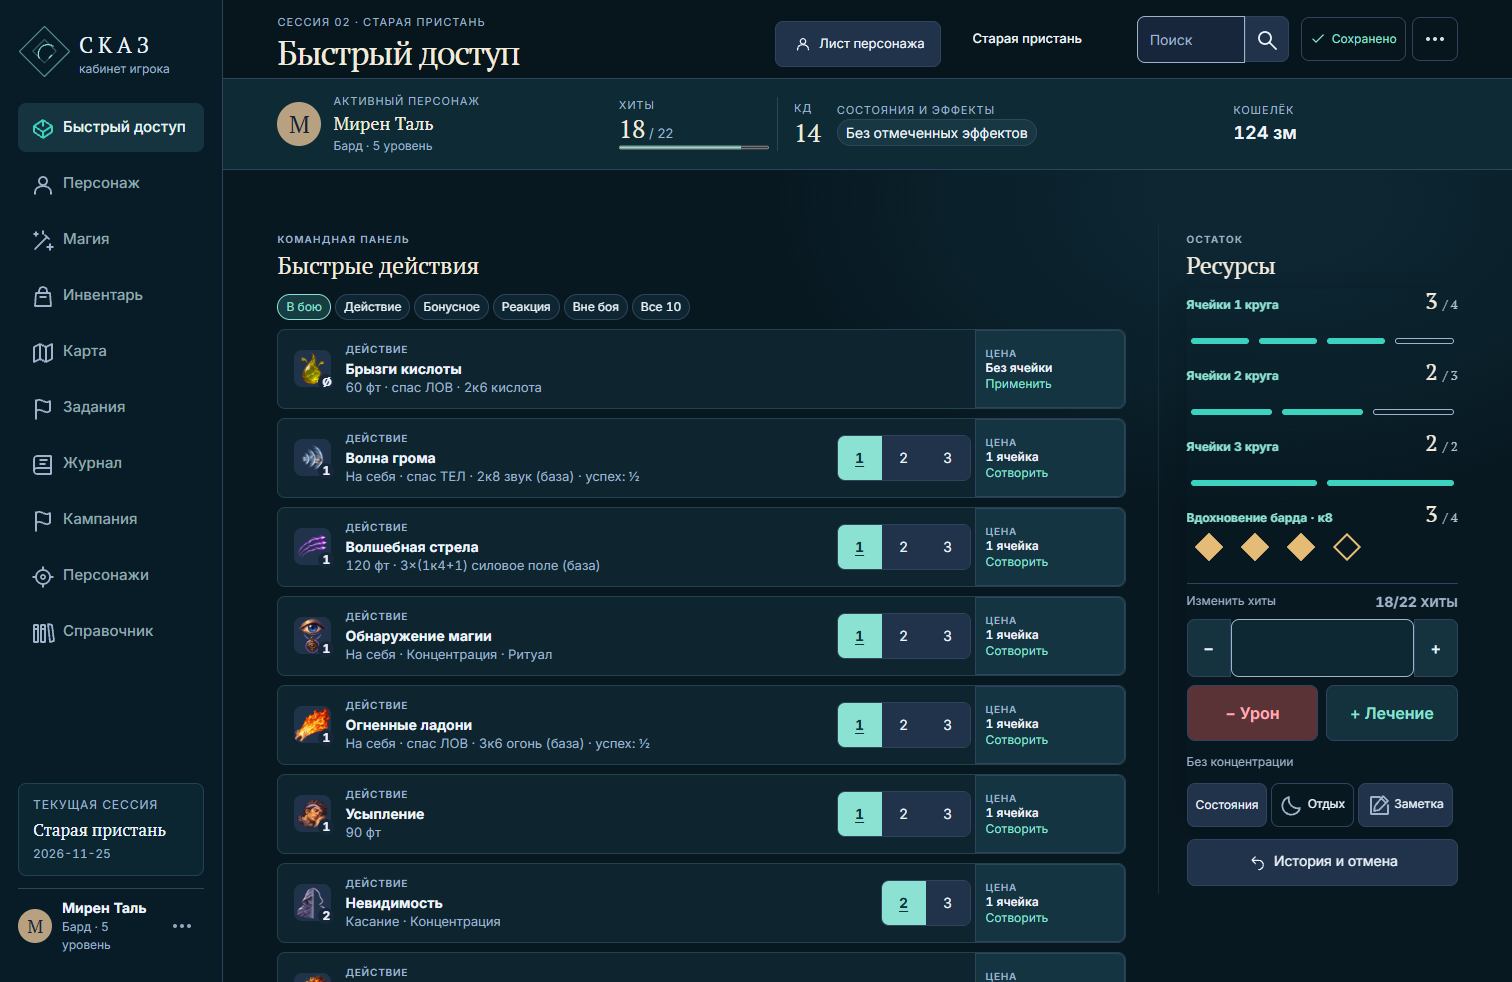 СКАЗ
кабинет игрока
Быстрый доступ
Персонаж
Магия
Инвентарь
Карта
Задания
Журнал
Кампания
Персонажи
Справочник
ТЕКУЩАЯ СЕССИЯ
Старая пристань
2026-11-25
М
Мирен Таль
Бард · 5
уровень
СЕССИЯ 02 · СТАРАЯ ПРИСТАНЬ
Быстрый доступ
Лист персонажа
Старая пристань
Поиск
Сохранено
М
АКТИВНЫЙ ПЕРСОНАЖ
Мирен Таль
Бард · 5 уровень
ХИТЫ
18 / 22
КД
14
СОСТОЯНИЯ И ЭФФЕКТЫ
Без отмеченных эффектов
КОШЕЛЁК
124 зм
КОМАНДНАЯ ПАНЕЛЬ
Быстрые действия
В бою
Действие
Бонусное
Реакция
Вне боя
Все 10
ДЕЙСТВИЕ
Брызги кислоты
60 фт · спас ЛОВ · 2к6 кислота
Ø
ЦЕНА
Без ячейки
Применить
ДЕЙСТВИЕ
Волна грома
На себя · спас ТЕЛ · 2к8 звук (база) · успех: ½
1
1 2 3
ЦЕНА
1 ячейка
Сотворить
ДЕЙСТВИЕ
Волшебная стрела
120 фт · 3×(1к4+1) силовое поле (база)
1
1 2 3
ЦЕНА
1 ячейка
Сотворить
ДЕЙСТВИЕ
Обнаружение магии
На себя · Концентрация · Ритуал
1
1 2 3
ЦЕНА
1 ячейка
Сотворить
ДЕЙСТВИЕ
Огненные ладони
На себя · спас ЛОВ · 3к6 огонь (база) · успех: ½
1
1 2 3
ЦЕНА
1 ячейка
Сотворить
ДЕЙСТВИЕ
Усыпление
90 фт
1
1 2 3
ЦЕНА
1 ячейка
Сотворить
ДЕЙСТВИЕ
Невидимость
Касание · Концентрация
2
2 3
ЦЕНА
1 ячейка
Сотворить
ДЕЙСТВИЕ
ЦЕНА
ОСТАТОК
Ресурсы
Ячейки 1 круга
3 / 4
Ячейки 2 круга
2 / 3
Ячейки 3 круга
2 / 2
Вдохновение барда · к8
3 / 4
Изменить хиты
18/22 хиты
−
+
− Урон
+ Лечение
Без концентрации
Состояния
Отдых
Заметка
История и отмена